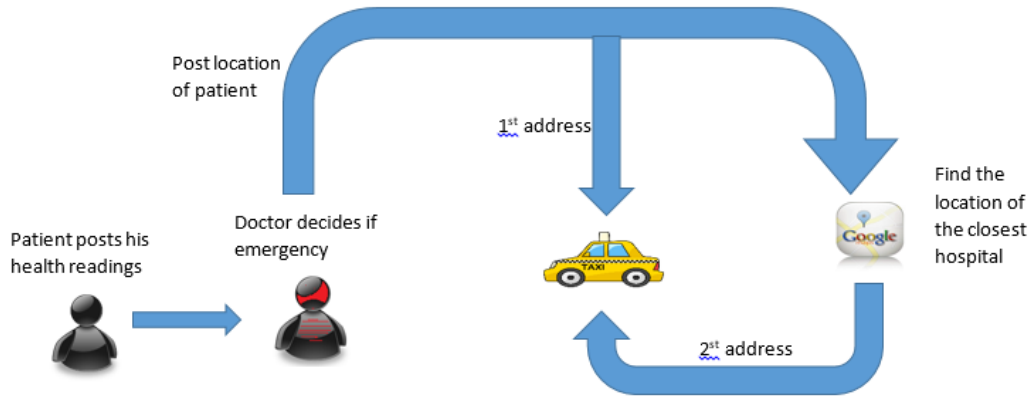 Post location
of patient
1st address
Find the
location of
the closest
hospital
Doctor decides if
emergency
Patient posts his
health readings
Google
TAXI
2st address